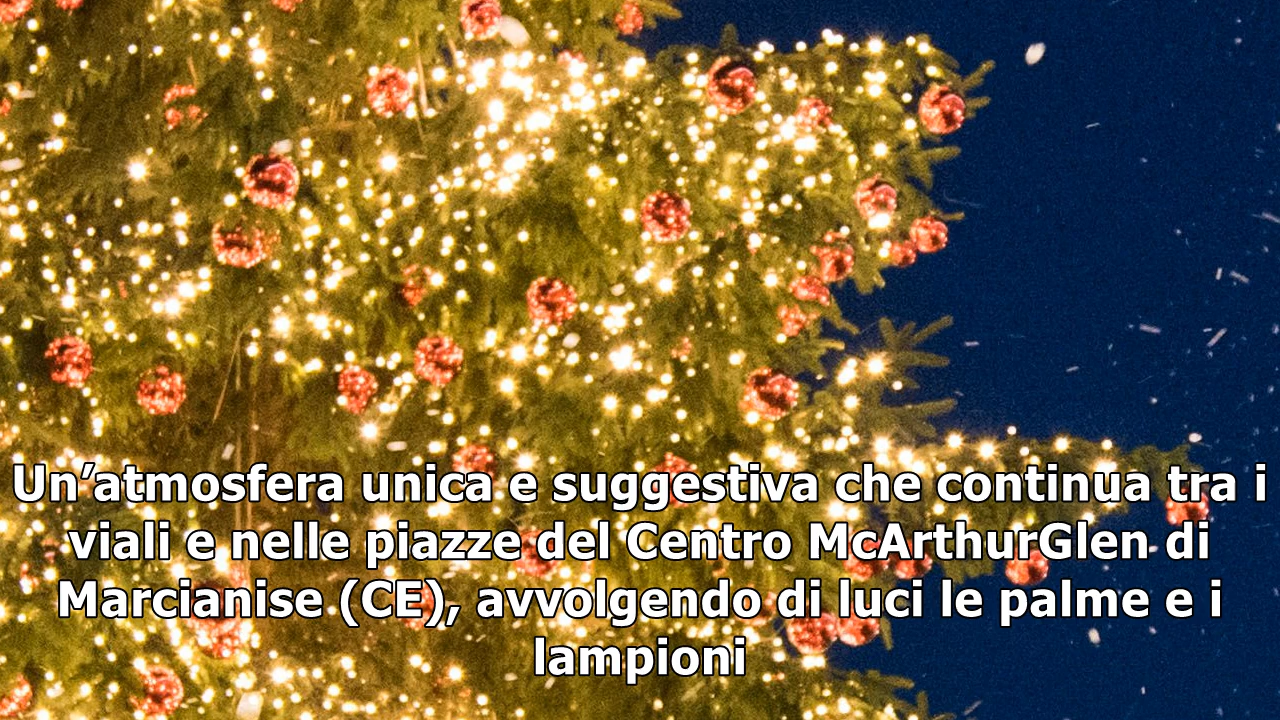 Un’atmosfera unica e suggestiva che continua tra i
viali e nelle piazze del Centro McArthurGlen di
Marcianise (CE), avvolgendo di luci le palme e i
lampioni